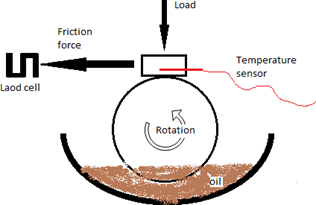 Load
Friction
force
Temperature
sensor
Laod cell
Rotation
oil